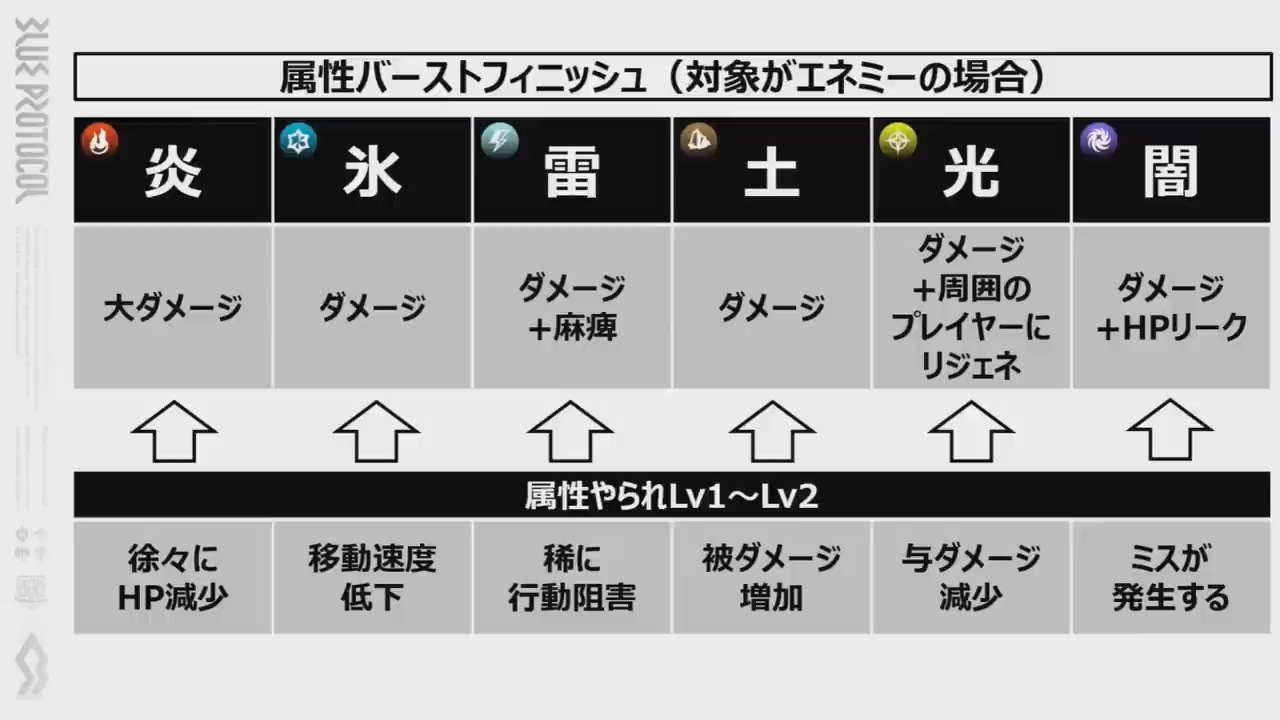 BLUE PROTOCOL
属性バーストフィニッシュ（対象がエネミーの場合）
炎
氷
雷
土
光
闇
大ダメージ
ダメージ
ダメージ
+麻痺
ダメージ
ダメージ
+周囲の
プレイヤーに
リジェネ
ダメージ
+HPリーク
属性やられLv1～Lv2
徐々に
HP減少
移動速度
低下
稀に
行動阻害
被ダメージ
増加
与ダメージ
減少
ミスが
発生する